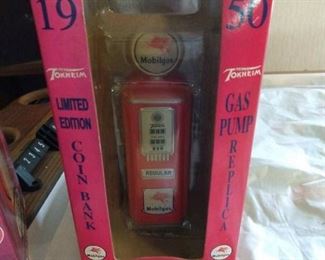 19
50
TOKHEIM
LIMITED
EDITION
COIN BANK
Mobilgas
REGULAR
Mobilgas
TOKHEIM
GAS
PUMP
REPLICA